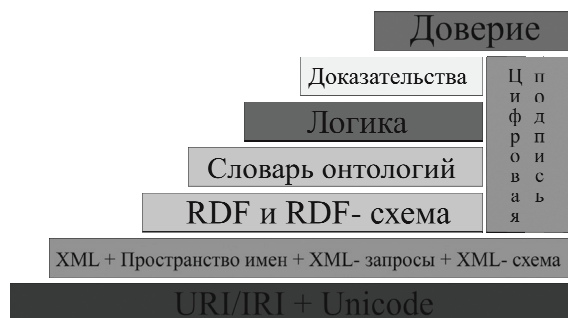 Доверие
Доказательства
Логика
Словарь онтологий
RDF и RDF- схема
Цифровая
подпись
XML + Пространство имен + XML- запросы + XML- схема
URI/IRI + Unicode